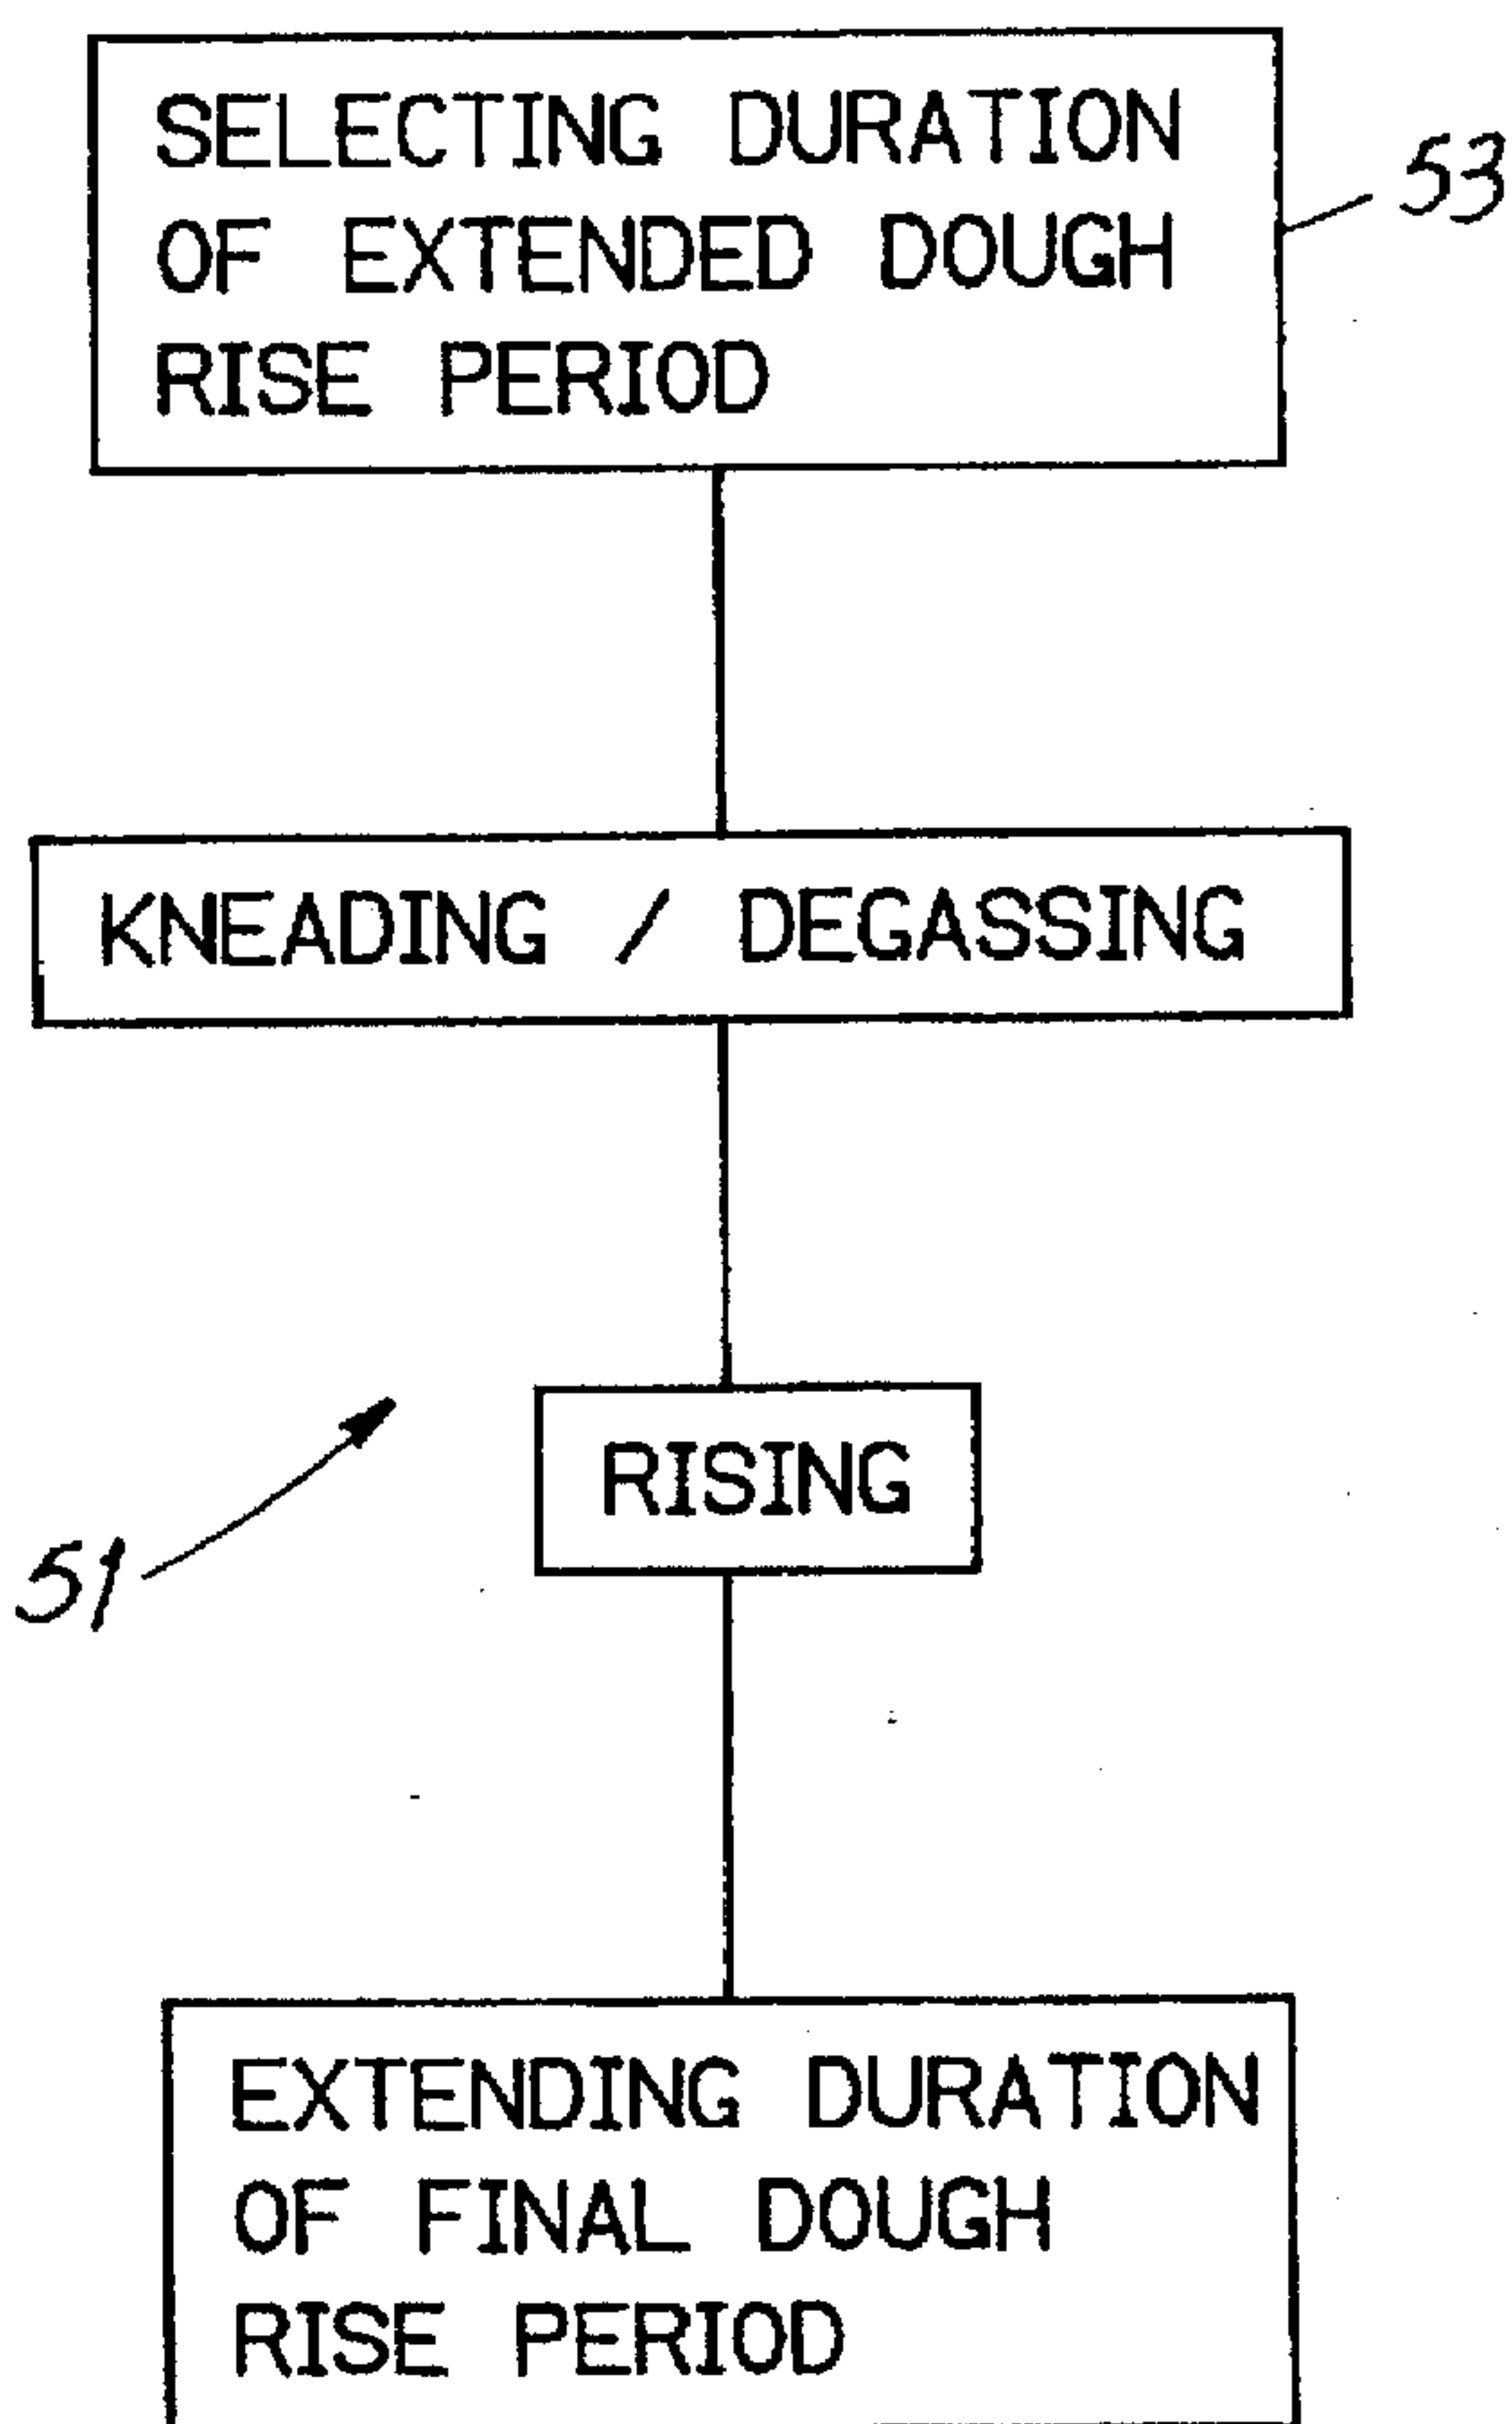 SELECTING DURATION
OF EXTENDED DOUGH
RISE PERIOD
53
KNEADING / DEGASSING
RISING
51
EXTENDING DURATION
OF FINAL DOUGH
RISE PERIOD